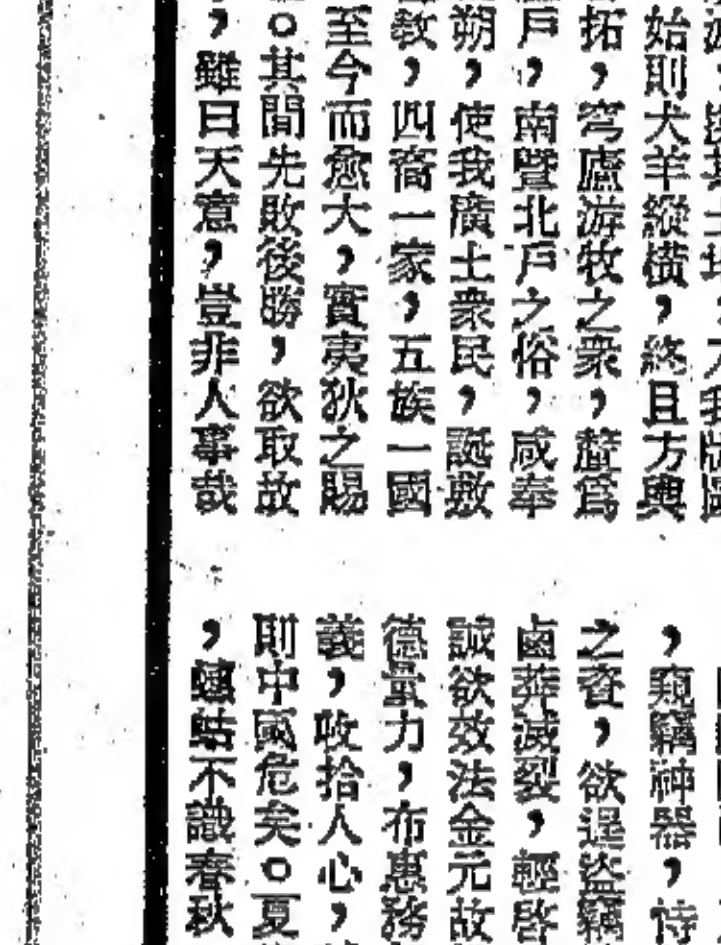 始則犬羊縱橫，終且方輿
拓，穹廬游牧之衆，蟄爲
戶，南暨北戶之俗，咸奉
朔，使我廣土衆民，誕敷
教，四裔一家，五族一國
至今而愈大，實夷狄之賜
。其間先敗後勝，欲取故
，雖曰天意，豈非人事哉
，窺竊神器，恃
之資，欲逞盜竊
鹵莽滅裂，輕啓
誠欲效法金元故
德量力，布惠務
義，收拾人心，
則中國危矣。夏
，蟪蛄不識春秋